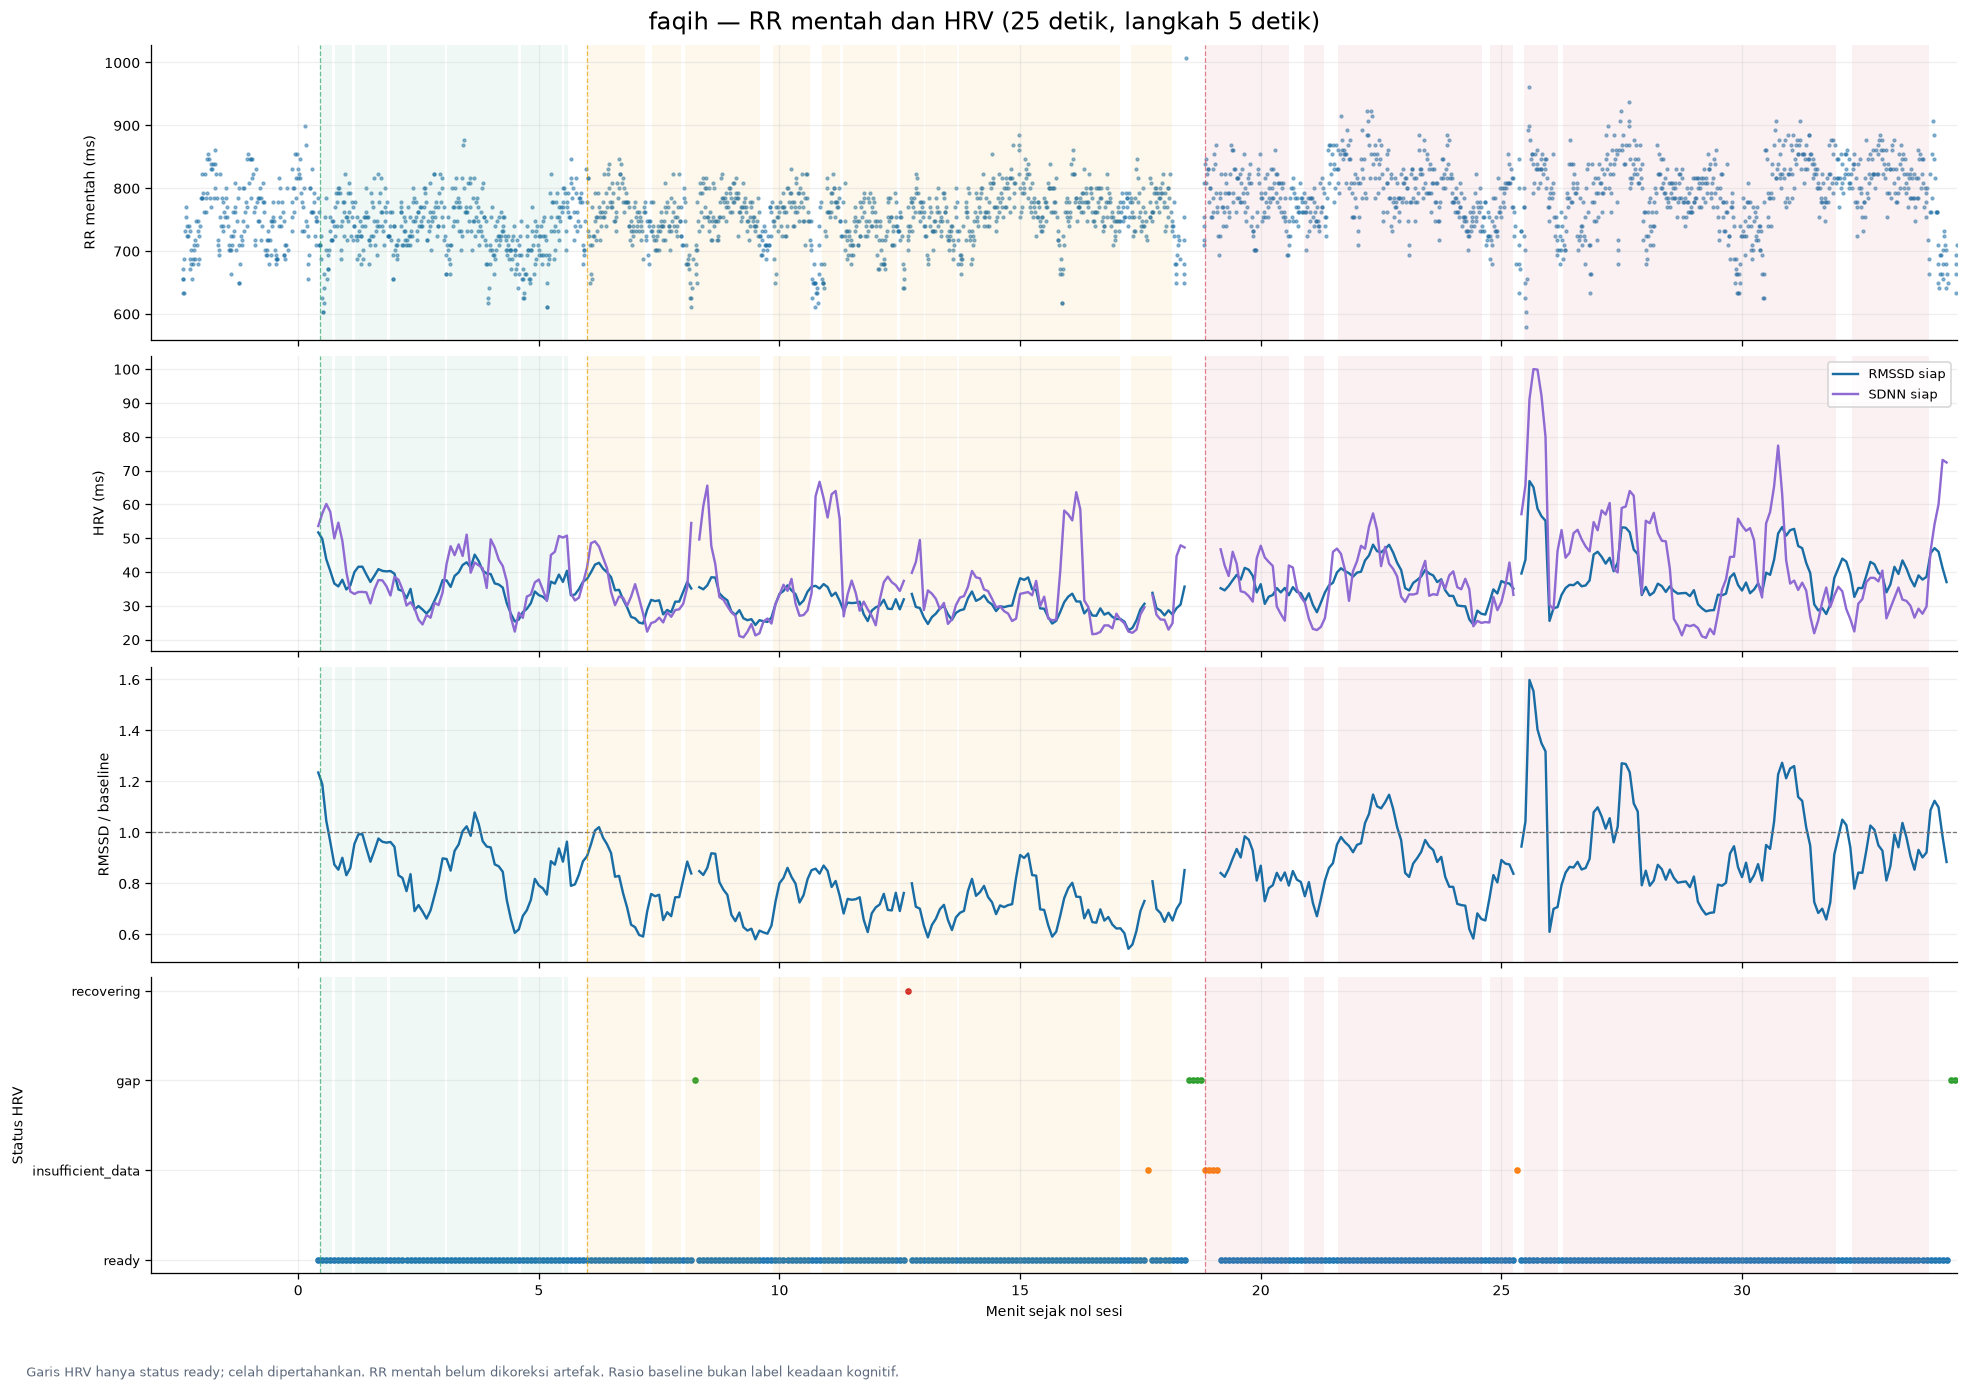 faqih — RR mentah dan HRV (25 detik, langkah 5 detik)
1000
900
800
700
600
RR mentah (ms)
100
90
80
70
60
50
40
30
20
HRV (ms)
RMSSD siap
SDNN siap
1.6
1.4
1.2
1.0
0.8
0.6
RMSSD / baseline
recovering
gap
insufficient_data
ready
Status HRV
0 5 10 15 20 25 30
Menit sejak nol sesi
Garis HRV hanya status ready; celah dipertahankan. RR mentah belum dikoreksi artefak. Rasio baseline bukan label keadaan kognitif.